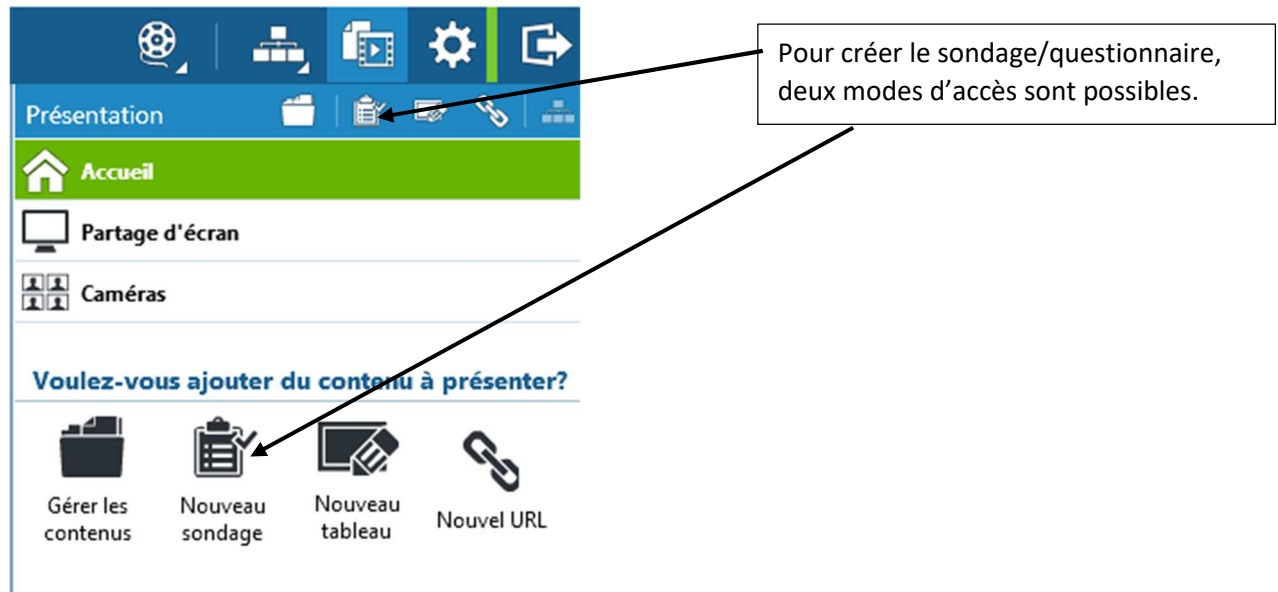 Pour créer le sondage/questionnaire,
deux modes d’accès sont possibles.
Présentation
Accueil
Partage d'écran
Caméras
Voulez-vous ajouter du contenu à présenter?
Gérer les
contenus
Nouveau
sondage
Nouveau
tableau
Nouvel URL